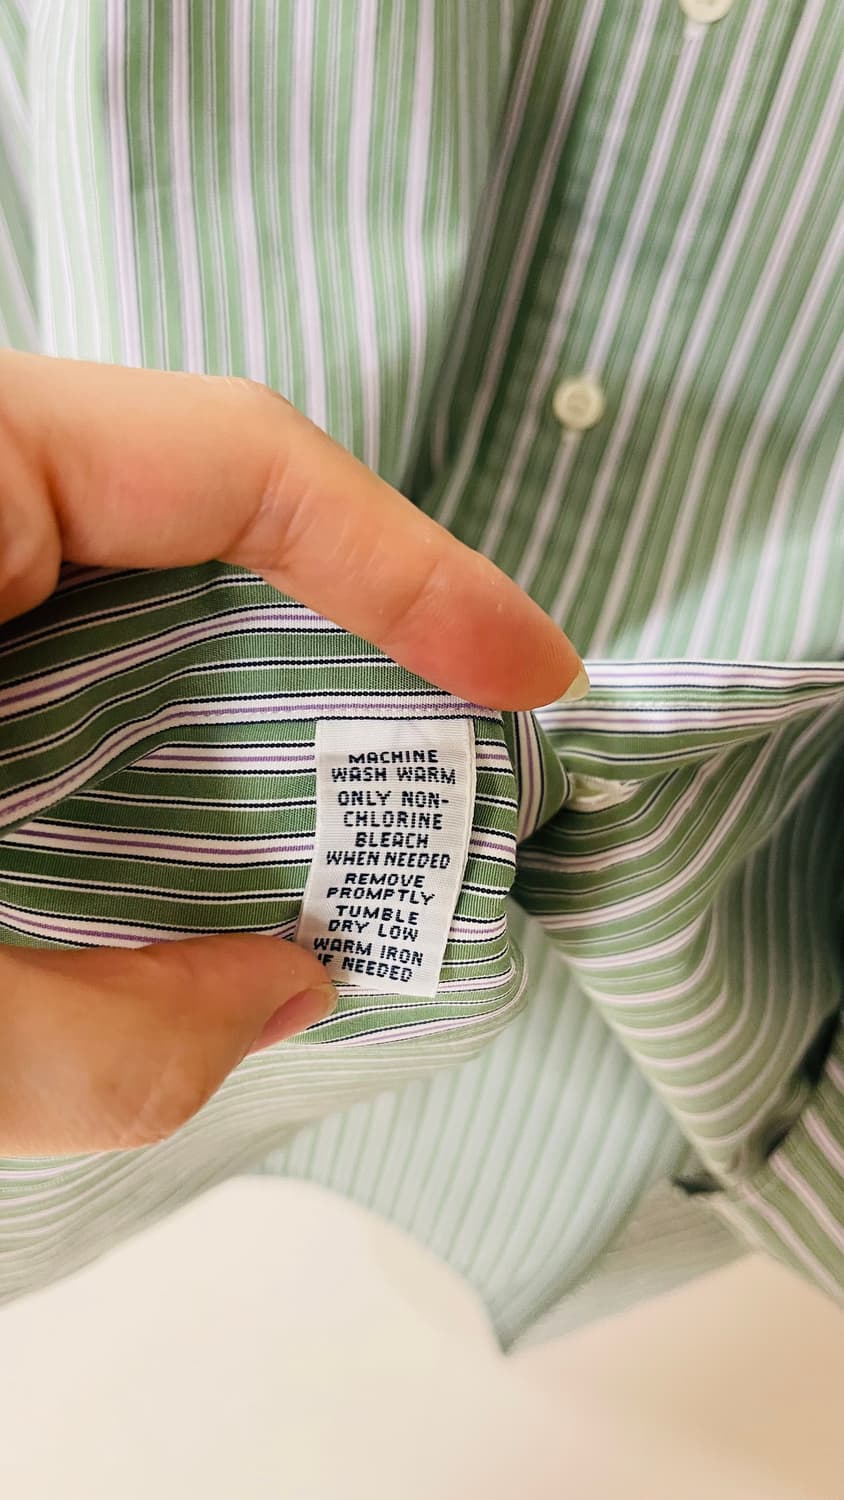 MACHINE
WASH WARM
ONLY NON-
CHLORINE
BLEACH
WHEN NEEDED
REMOVE
PROMPTLY
TUMBLE
DRY LOW
WARM IRON
IF NEEDED